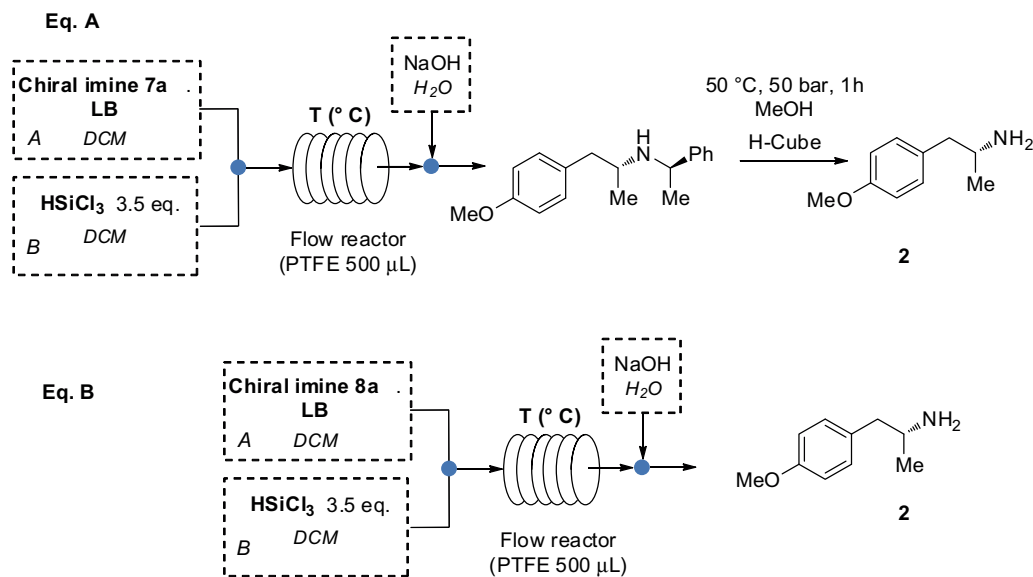 Eq. A
Chiral imine 7a .
LB
A DCM
HSiCl3 3.5 eq.
B DCM
T (° C)
Flow reactor
(PTFE 500 μL)
NaOH
H2O
MeO
H
N
Ph
Me
Me
50 °C, 50 bar, 1h
MeOH
H-Cube
NH2
Me
MeO
2
Eq. B
Chiral imine 8a .
LB
A DCM
HSiCl3 3.5 eq.
B DCM
T (° C)
Flow reactor
(PTFE 500 μL)
NaOH
H2O
NH2
Me
MeO
2